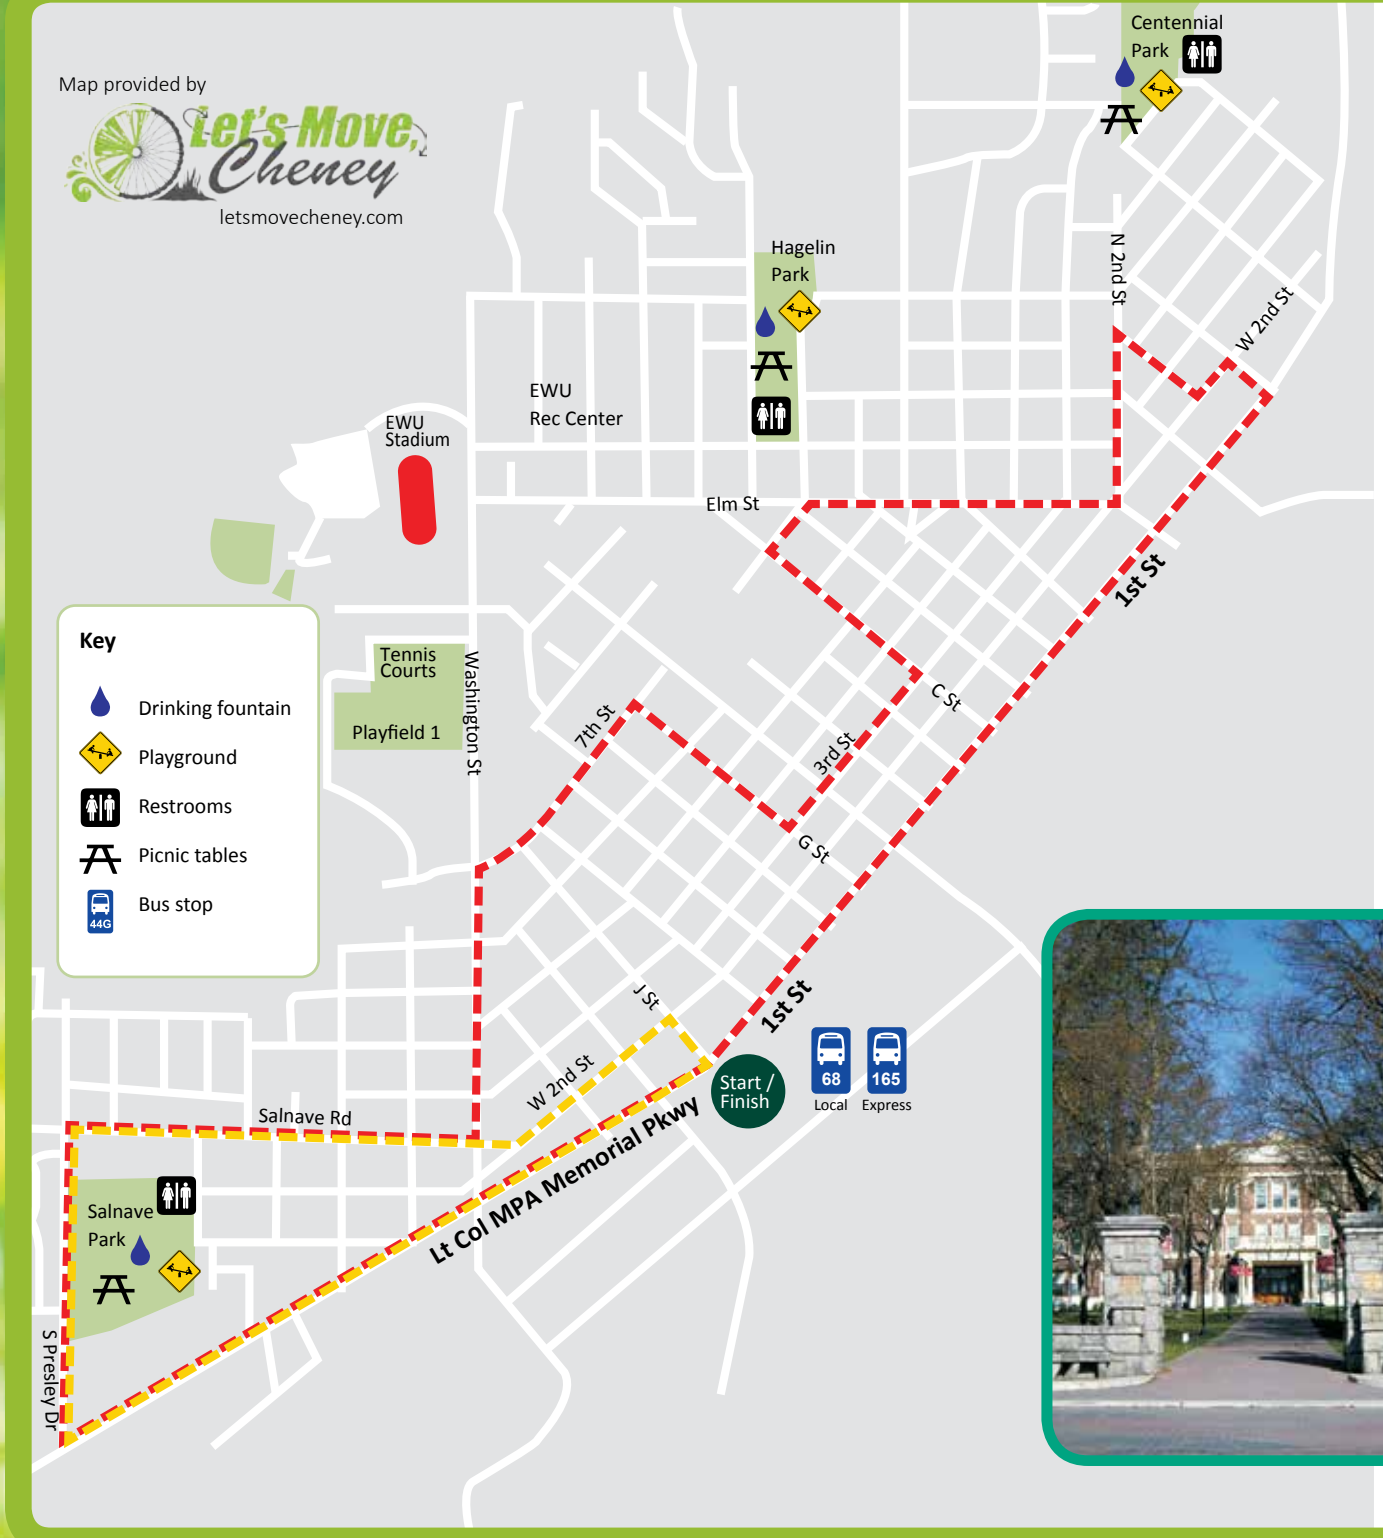 Centennial
Park
Map provided by
Let's Move,
Cheney
letsmovecheney.com
Hagelin
Park
N 2nd St
W 2nd St
EWU
Rec Center
EWU
Stadium
Elm St
1st St
Key
Drinking fountain
Playground
Restrooms
Picnic tables
44G
Bus stop
Tennis
Courts
Playfield 1
Washington St
7th St
C St
3rd St
G St
J St
1st St
W 2nd St
Start /
Finish
68
Local
165
Express
Salnave Rd
Lt Col MPA Memorial Pkwy
Salnave
Park
S Presley Dr